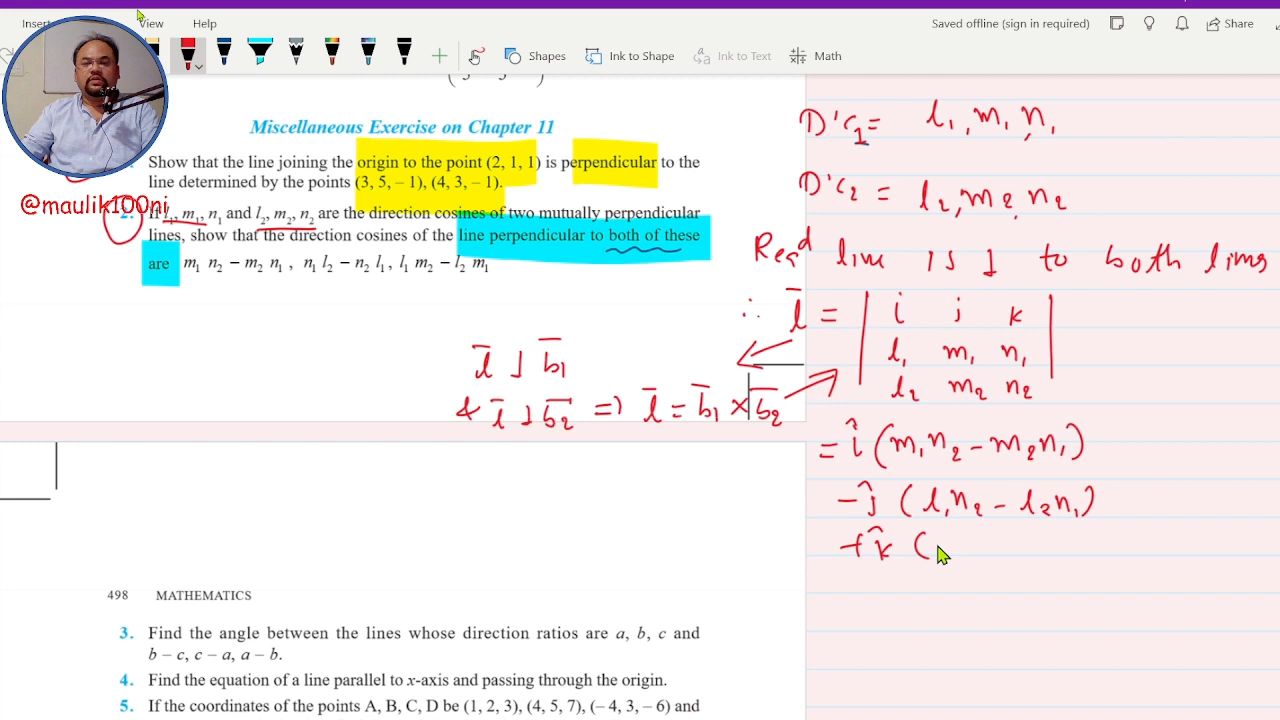 Insert View Help Saved offline (sign in required) Share
Shapes Ink to Shape Ink to Text Math
Miscellaneous Exercise on Chapter 11
Show that the line joining the origin to the point (2, 1, 1) is perpendicular to the
line determined by the points (3, 5, – 1), (4, 3, – 1).
@maulik100ni
2. If l₁, m₁, n₁ and l₂, m₂, n₂ are the direction cosines of two mutually perpendicular
lines, show that the direction cosines of the line perpendicular to both of these
are m₁ n₂ − m₂ n₁ , n₁ l₂ − n₂ l₁ , l₁ m₂ − l₂ m₁
l̄ ⊥ b̄₁
& l̄ ⊥ b̄₂ ⇒ l̄ = b̄₁ × b̄₂
498 MATHEMATICS
3. Find the angle between the lines whose direction ratios are a, b, c and
b – c, c – a, a – b.
4. Find the equation of a line parallel to x-axis and passing through the origin.
5. If the coordinates of the points A, B, C, D be (1, 2, 3), (4, 5, 7), (– 4, 3, – 6) and
D'c₁ = l₁, m₁, n₁
D'c₂ = l₂, m₂, n₂
Reqd line is ⊥ to both lines
∴ l̄ = | i j k |
| l₁ m₁ n₁ |
| l₂ m₂ n₂ |
= î (m₁n₂ − m₂n₁)
− ĵ (l₁n₂ − l₂n₁)
+ k̂ (